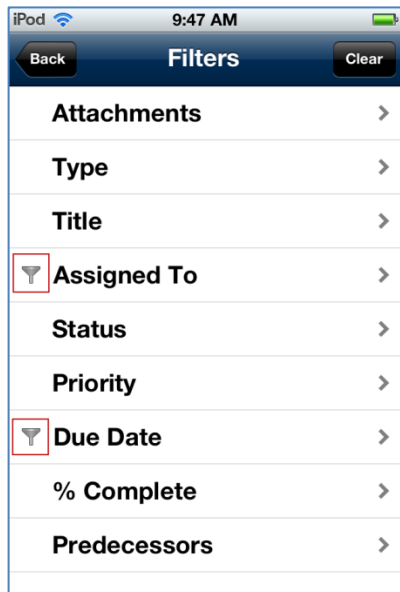 iPod 9:47 AM
Back Filters Clear
Attachments
Type
Title
Assigned To
Status
Priority
Due Date
% Complete
Predecessors